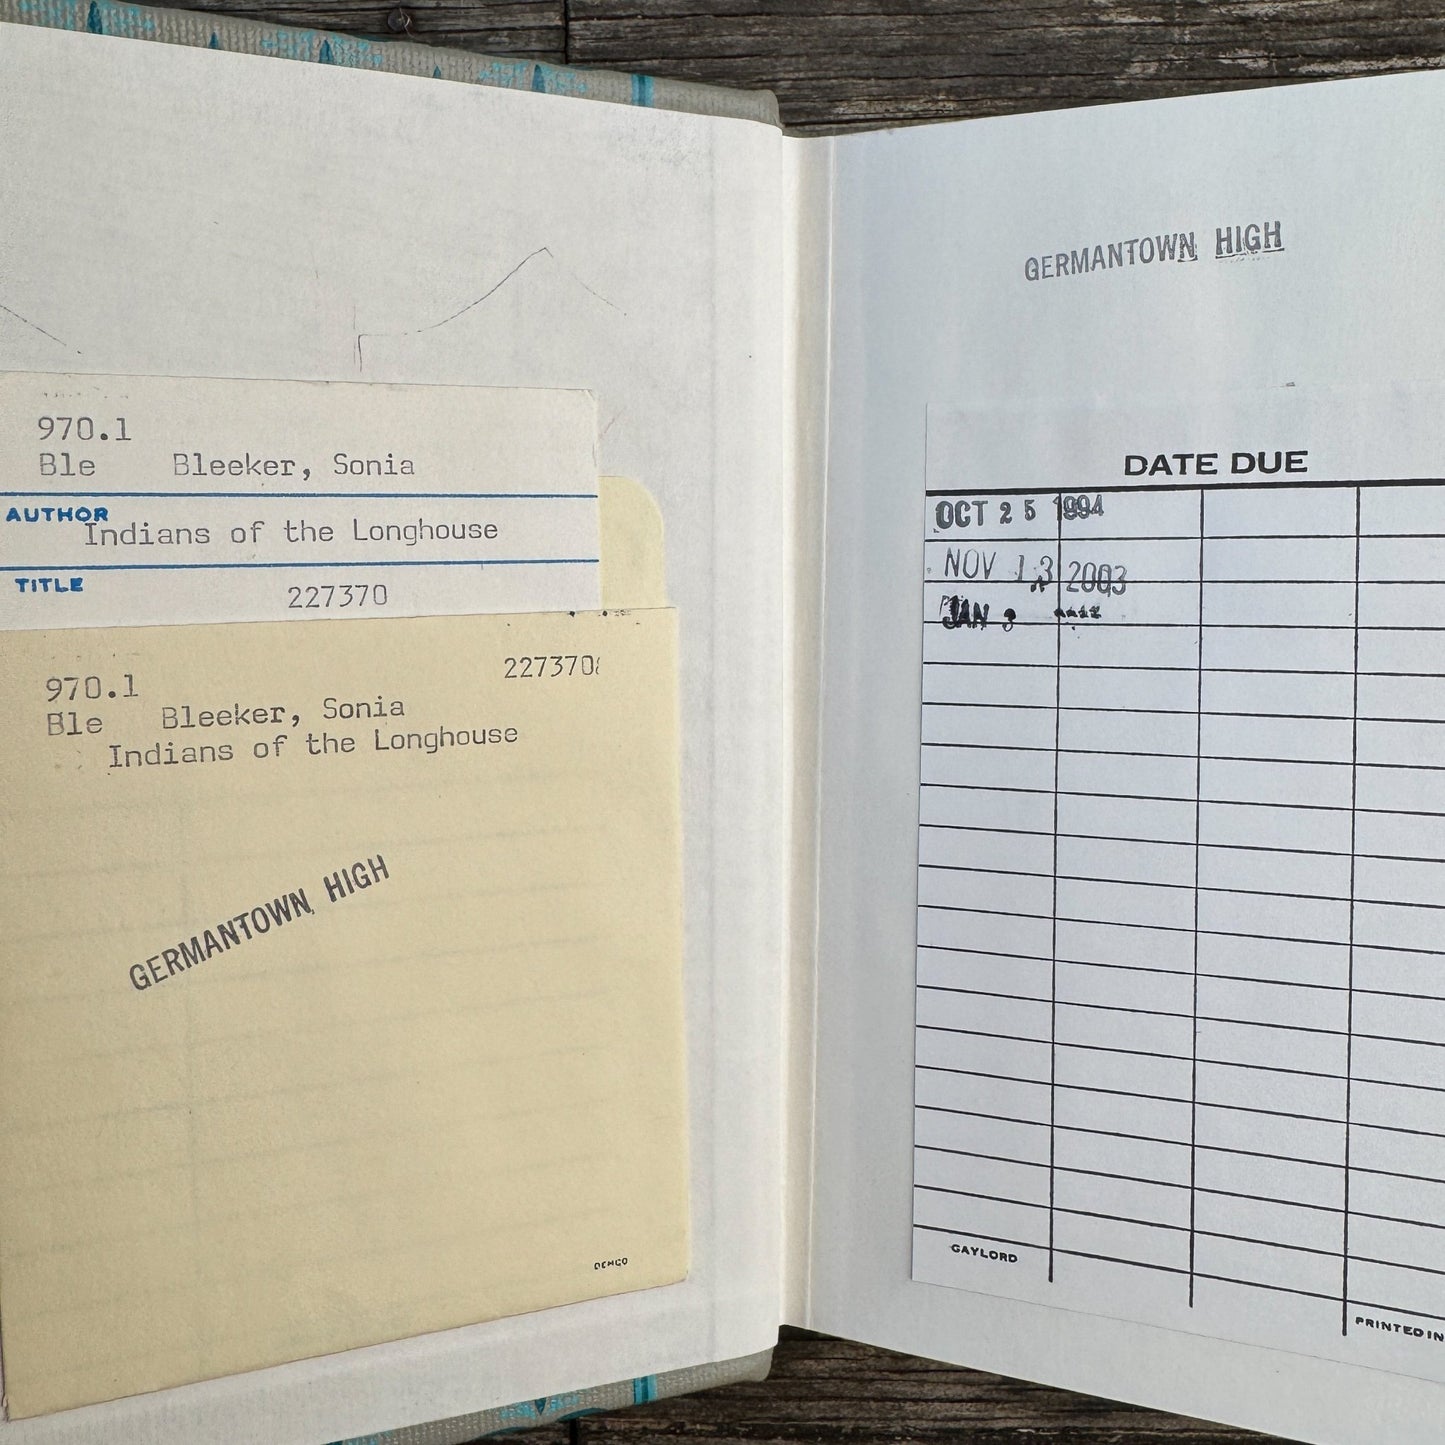 970.1
Ble Bleeker, Sonia
AUTHOR
Indians of the Longhouse
TITLE
227370
970.1 227370
Ble Bleeker, Sonia
Indians of the Longhouse
GERMANTOWN HIGH
DEMCO
GERMANTOWN HIGH
DATE DUE
OCT 25 1994
NOV 13 2003
JAN 3
GAYLORD
PRINTED IN